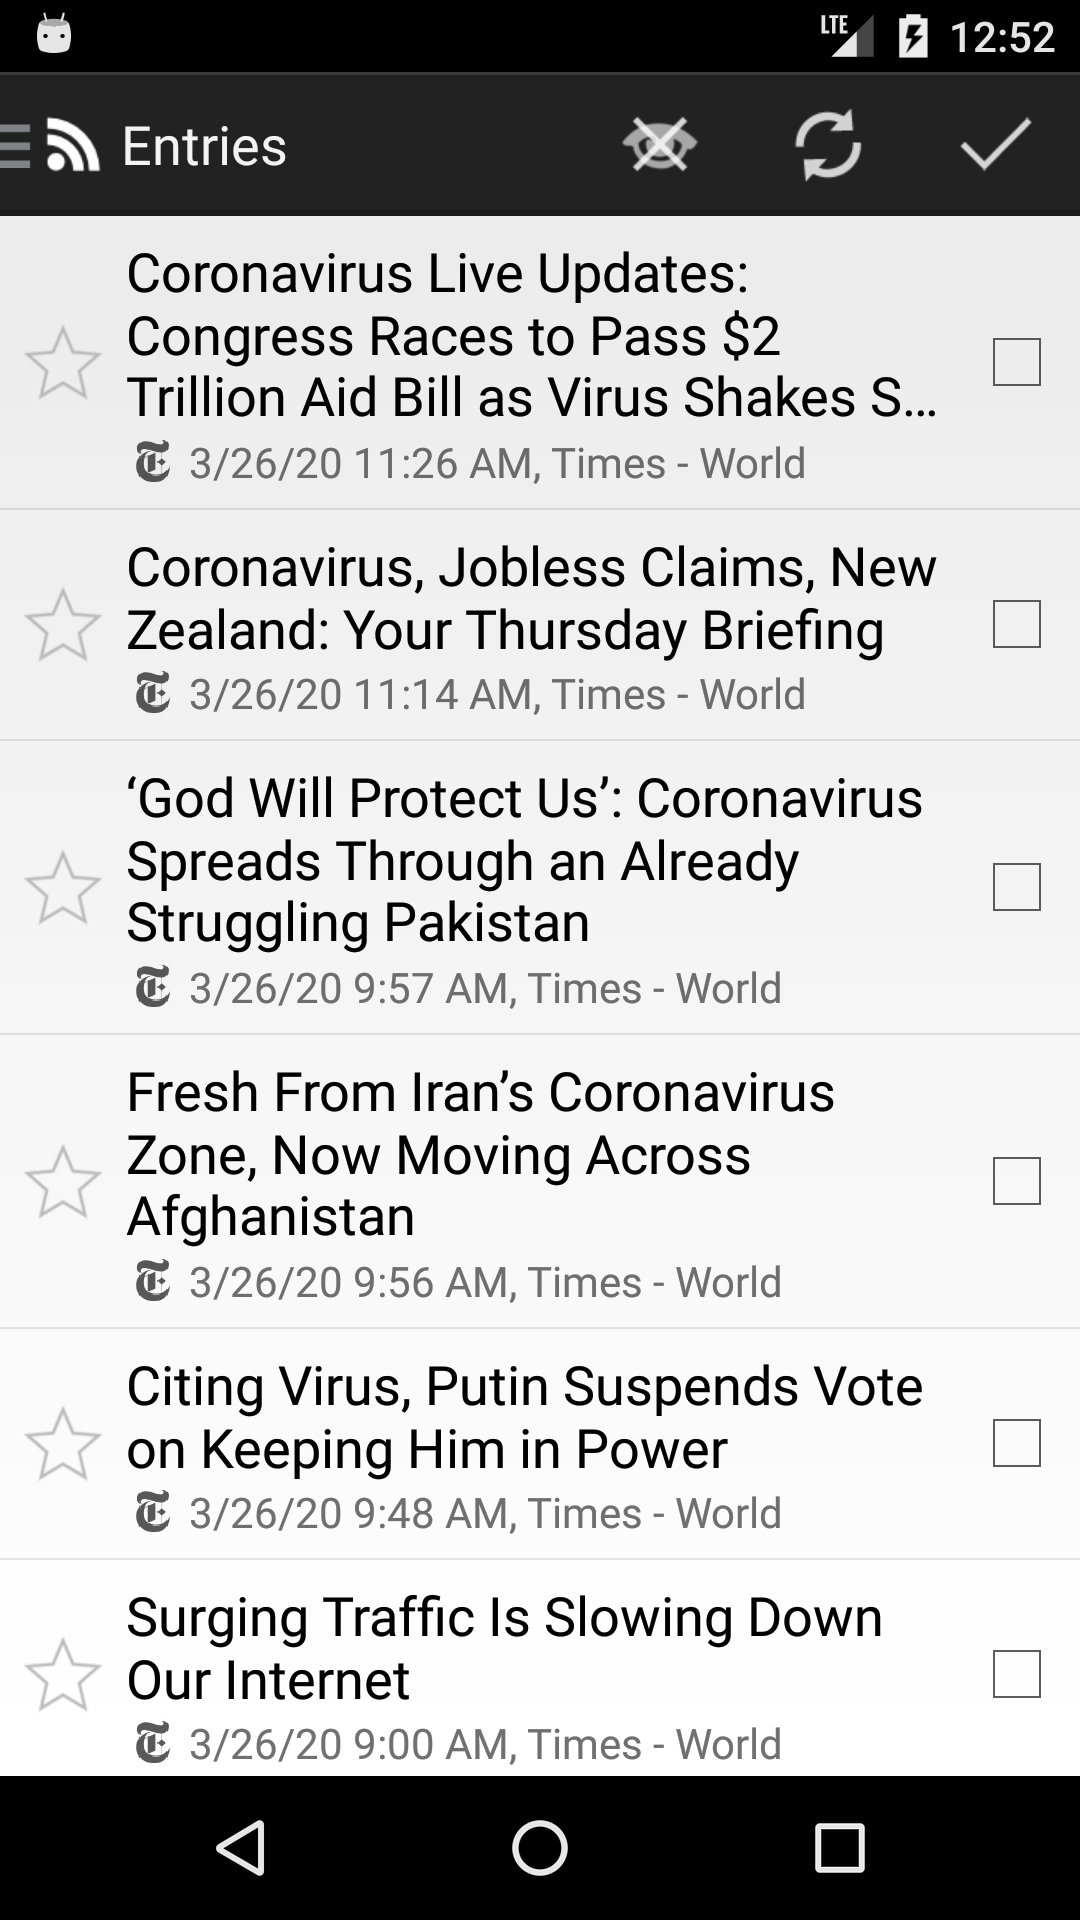 LTE 12:52
Entries
Coronavirus Live Updates:
Congress Races to Pass $2
Trillion Aid Bill as Virus Shakes S…
T 3/26/20 11:26 AM, Times - World
Coronavirus, Jobless Claims, New
Zealand: Your Thursday Briefing
T 3/26/20 11:14 AM, Times - World
‘God Will Protect Us’: Coronavirus
Spreads Through an Already
Struggling Pakistan
T 3/26/20 9:57 AM, Times - World
Fresh From Iran’s Coronavirus
Zone, Now Moving Across
Afghanistan
T 3/26/20 9:56 AM, Times - World
Citing Virus, Putin Suspends Vote
on Keeping Him in Power
T 3/26/20 9:48 AM, Times - World
Surging Traffic Is Slowing Down
Our Internet
T 3/26/20 9:00 AM, Times - World